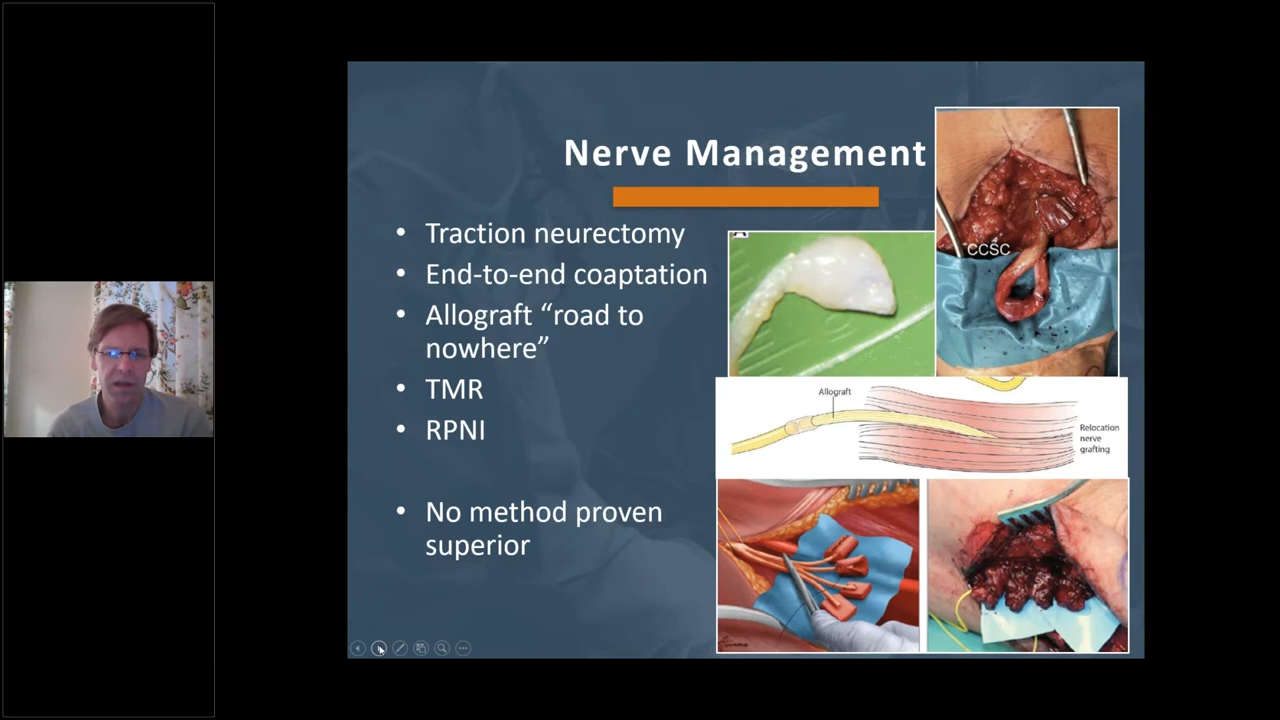 Nerve Management
• Traction neurectomy
• End-to-end coaptation
• Allograft “road to
nowhere”
• TMR
• RPNI
• No method proven
superior
CCSC
Allograft
Relocation
nerve
grafting